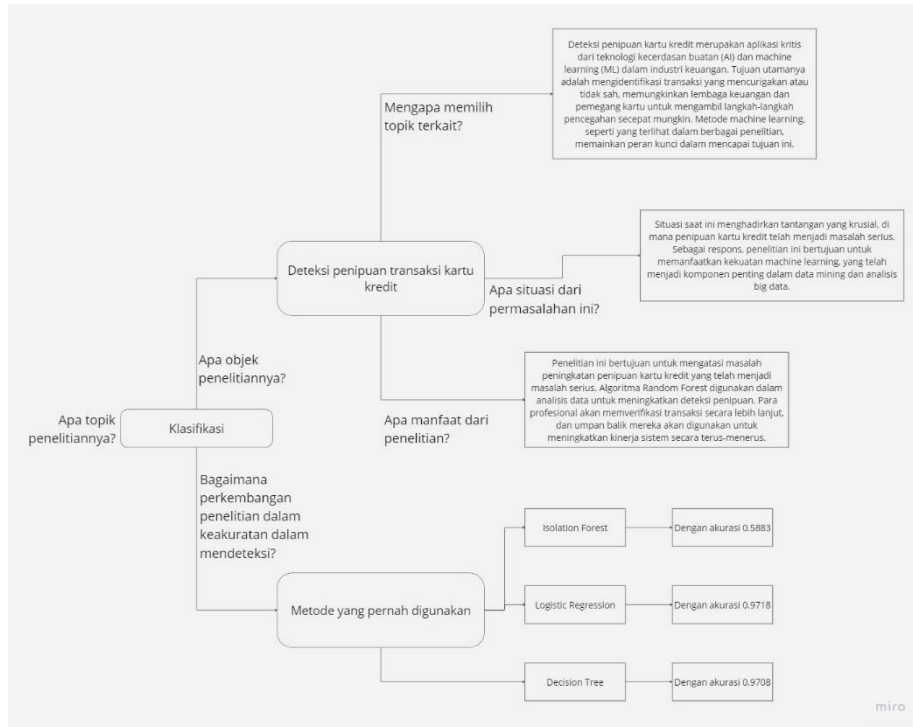 Deteksi penipuan kartu kredit merupakan aplikasi kritis
dari teknologi kecerdasan buatan (AI) dan machine
learning (ML) dalam industri keuangan. Tujuan utamanya
adalah mengidentifikasi transaksi yang mencurigakan atau
tidak sah, memungkinkan lembaga keuangan dan
pemegang kartu untuk mengambil langkah-langkah
pencegahan secepat mungkin. Metode machine learning,
seperti yang terlihat dalam berbagai penelitian,
memainkan peran kunci dalam mencapai tujuan ini.
Mengapa memilih
topik terkait?
Situasi saat ini menghadirkan tantangan yang krusial, di
mana penipuan kartu kredit telah menjadi masalah serius.
Sebagai respons, penelitian ini bertujuan untuk
memanfaatkan kekuatan machine learning, yang telah
menjadi komponen penting dalam data mining dan analisis
big data.
Deteksi penipuan transaksi kartu
kredit
Apa situasi dari
permasalahan ini?
Apa objek
penelitiannya?
Penelitian ini bertujuan untuk mengatasi masalah
peningkatan penipuan kartu kredit yang telah menjadi
masalah serius. Algoritma Random Forest digunakan dalam
analisis data untuk meningkatkan deteksi penipuan. Para
profesional akan memverifikasi transaksi secara lebih lanjut,
dan umpan balik mereka akan digunakan untuk
meningkatkan kinerja sistem secara terus-menerus.
Apa manfaat dari
penelitian?
Apa topik
penelitiannya?
Klasifikasi
Bagaimana
perkembangan
penelitian dalam
keakuratan dalam
mendeteksi?
Metode yang pernah digunakan
Isolation Forest
Dengan akurasi 0.5883
Logistic Regression
Dengan akurasi 0.9718
Decision Tree
Dengan akurasi 0.9708
miro